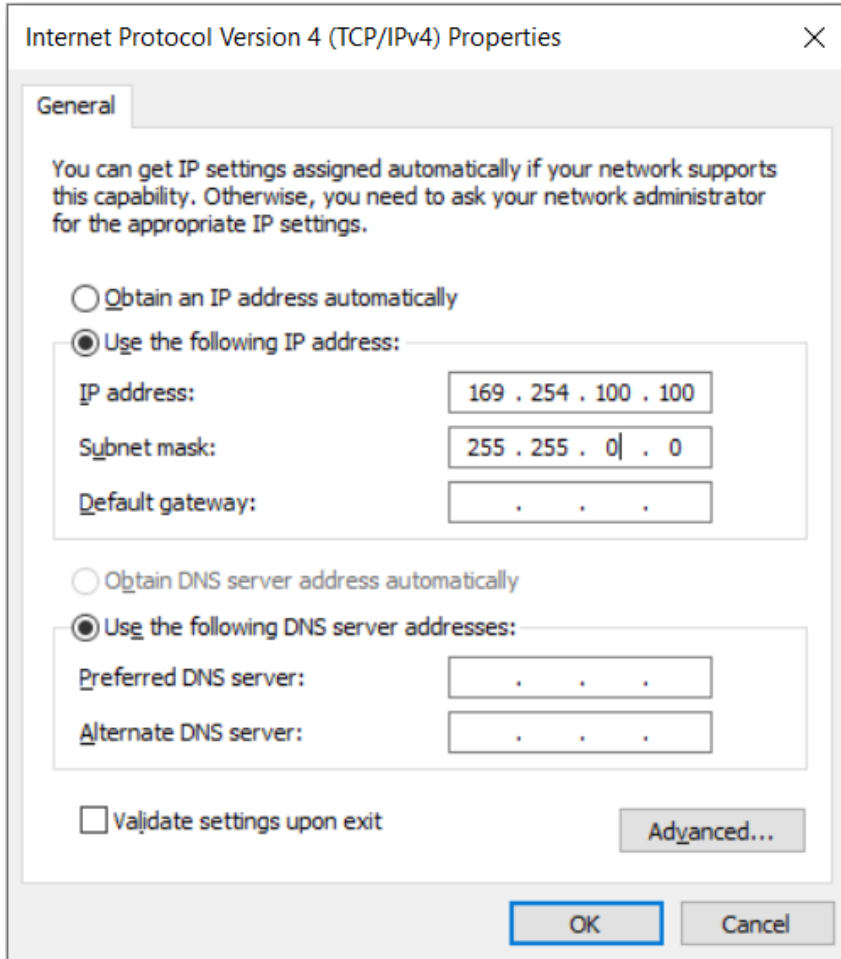 Internet Protocol Version 4 (TCP/IPv4) Properties
General
You can get IP settings assigned automatically if your network supports
this capability. Otherwise, you need to ask your network administrator
for the appropriate IP settings.
Obtain an IP address automatically
Use the following IP address:
IP address: 169 . 254 . 100 . 100
Subnet mask: 255 . 255 . 0 . 0
Default gateway: . . .
Obtain DNS server address automatically
Use the following DNS server addresses:
Preferred DNS server: . . .
Alternate DNS server: . . .
Validate settings upon exit
Advanced...
OK Cancel